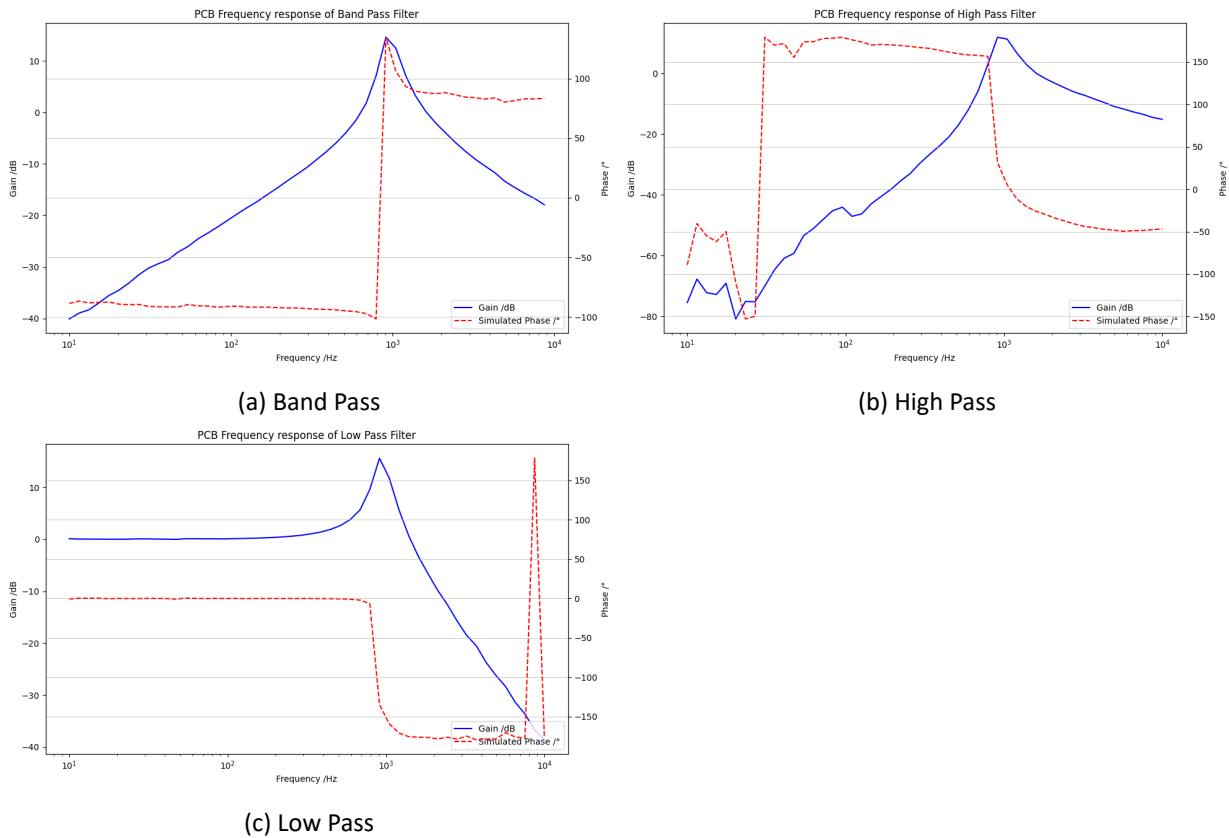 PCB Frequency response of Band Pass Filter
10
0
−10
−20
−30
−40
Gain /dB
100
50
0
−50
−100
Phase /°
Gain /dB
Simulated Phase /°
10¹
10²
10³
10⁴
Frequency /Hz
(a) Band Pass
PCB Frequency response of High Pass Filter
0
−20
−40
−60
−80
Gain /dB
150
100
50
0
−50
−100
−150
Phase /°
Gain /dB
Simulated Phase /°
10¹
10²
10³
10⁴
Frequency /Hz
(b) High Pass
PCB Frequency response of Low Pass Filter
10
0
−10
−20
−30
−40
Gain /dB
150
100
50
0
−50
−100
−150
Phase /°
Gain /dB
Simulated Phase /°
10¹
10²
10³
10⁴
Frequency /Hz
(c) Low Pass